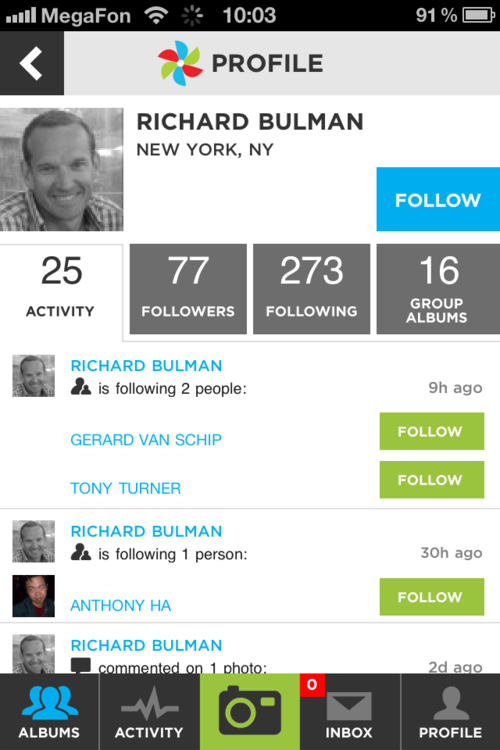 MegaFon 10:03 91 %
PROFILE
RICHARD BULMAN
NEW YORK, NY
FOLLOW
25
ACTIVITY
77
FOLLOWERS
273
FOLLOWING
16
GROUP
ALBUMS
RICHARD BULMAN
is following 2 people:
9h ago
GERARD VAN SCHIP
FOLLOW
TONY TURNER
FOLLOW
RICHARD BULMAN
is following 1 person:
30h ago
ANTHONY HA
FOLLOW
RICHARD BULMAN
commented on 1 photo:
2d ago
ALBUMS
ACTIVITY
0
INBOX
PROFILE